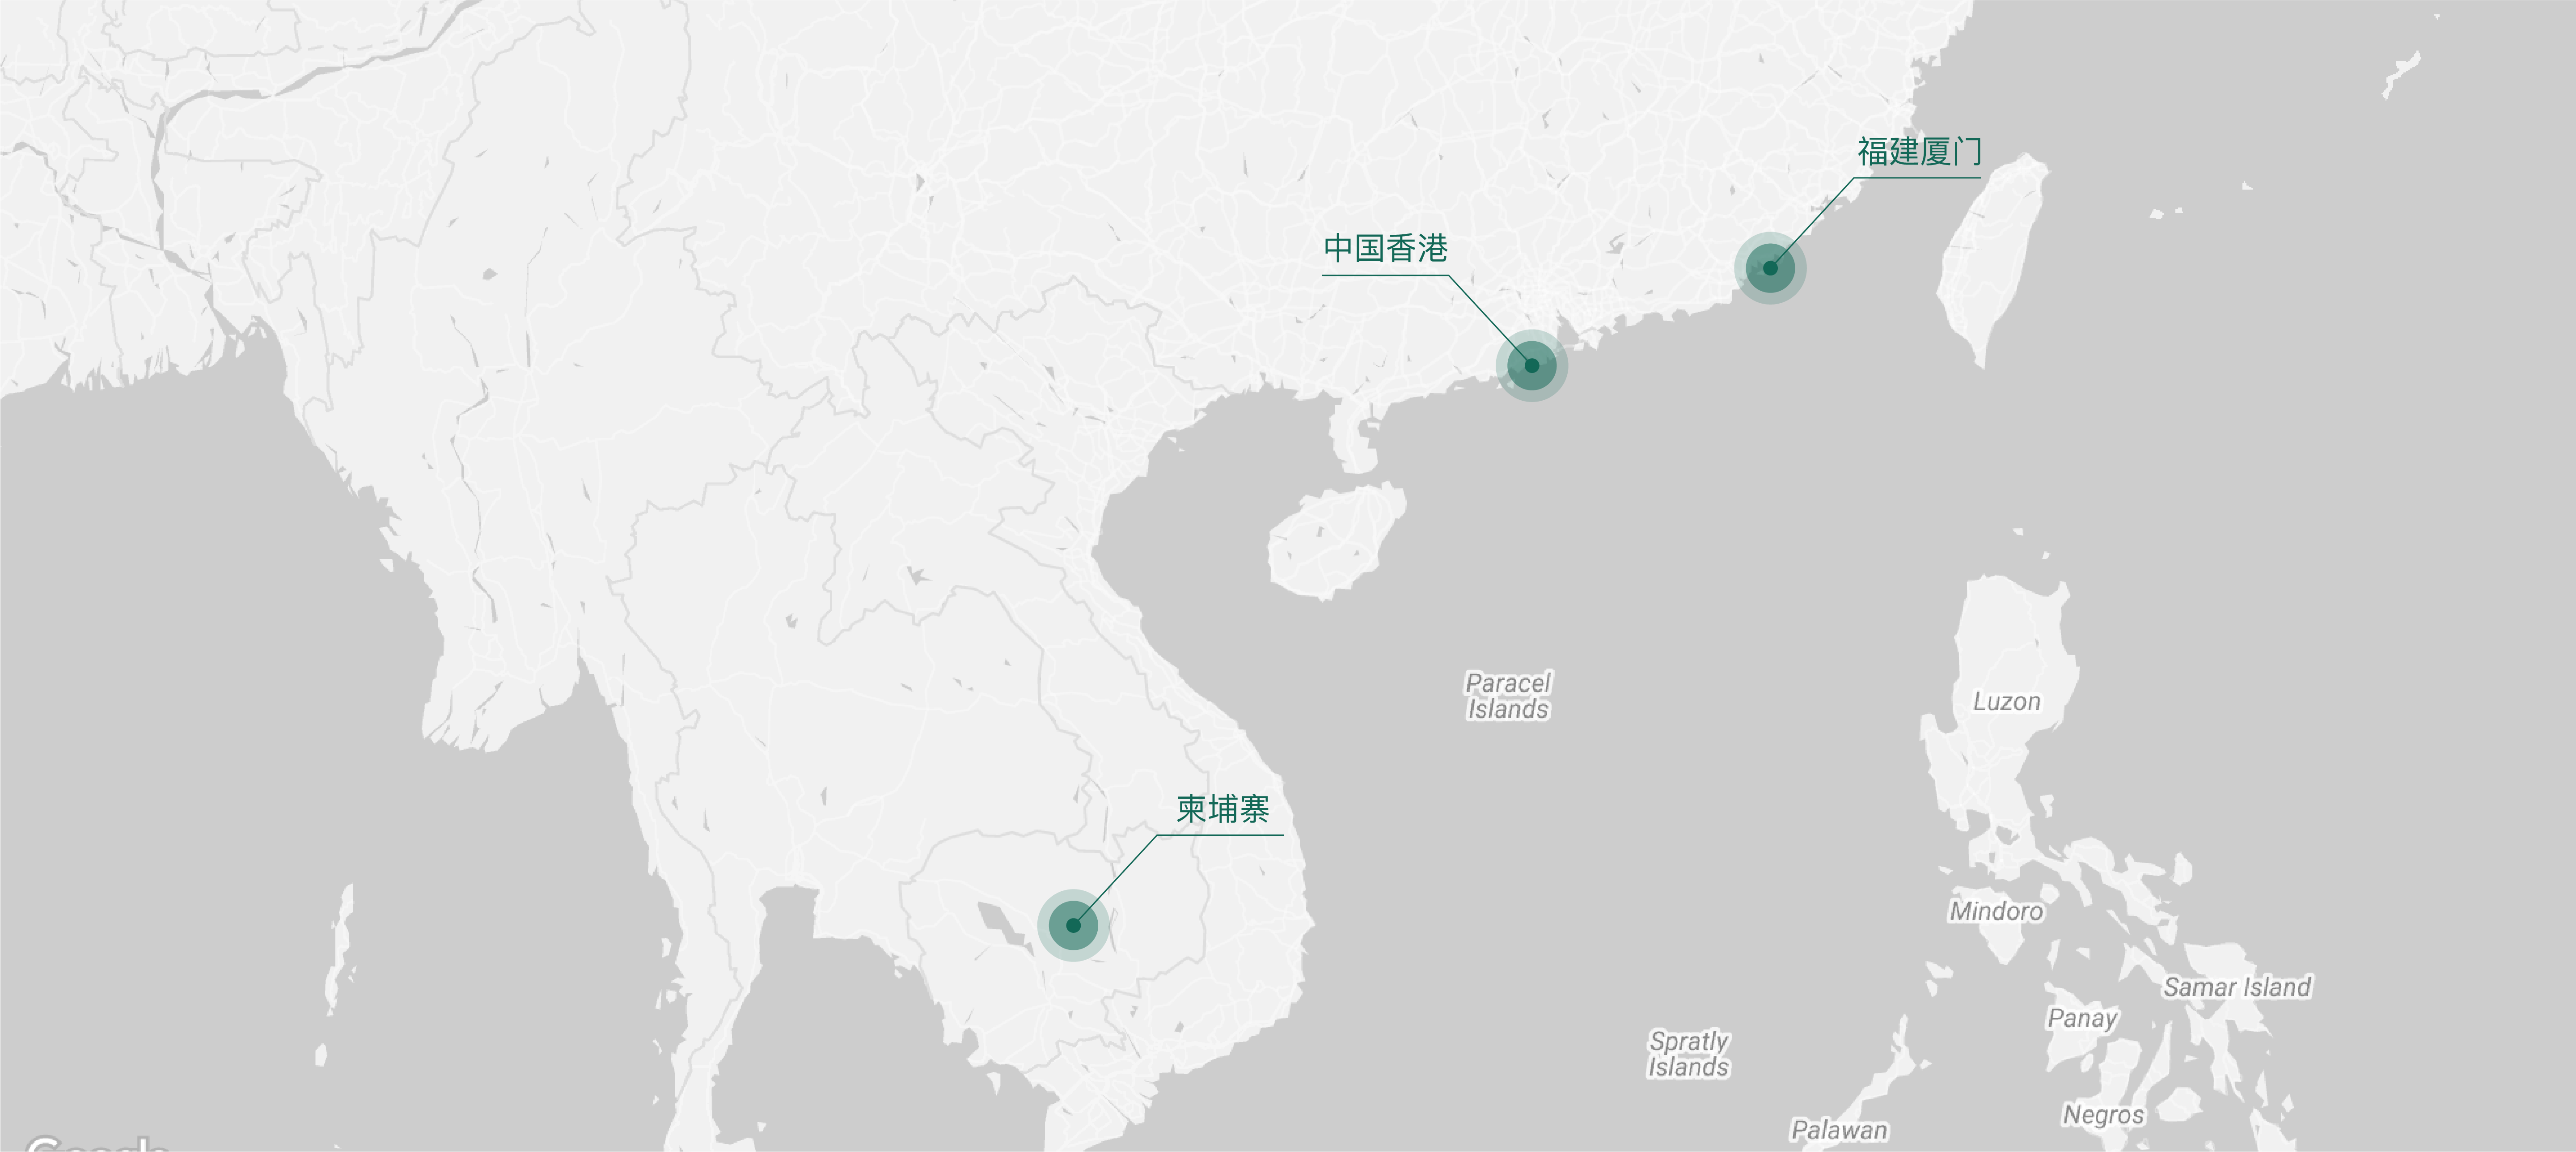 福建厦门
中国香港
Paracel
Islands
Luzon
柬埔寨
Mindoro
Samar Island
Panay
Spratly
Islands
Negros
Palawan
Google